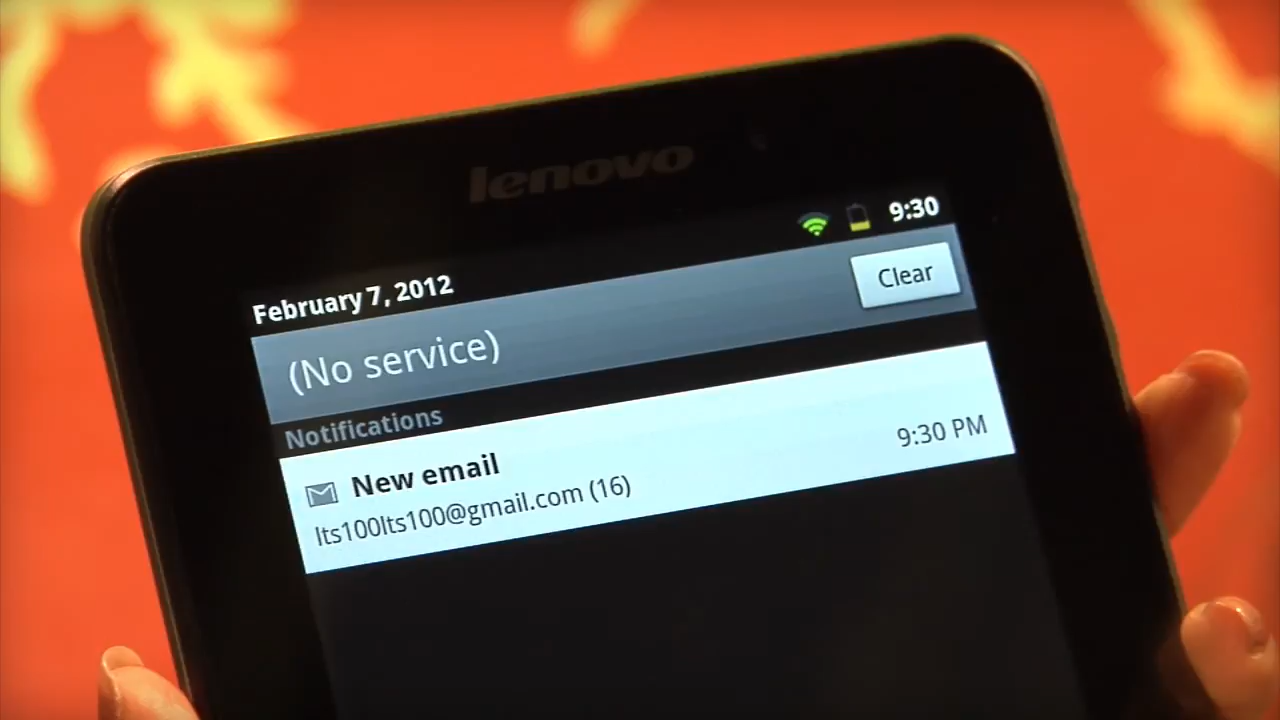 lenovo
9:30
February 7, 2012
Clear
(No service)
Notifications
New email
9:30 PM
lts100lts100@gmail.com (16)